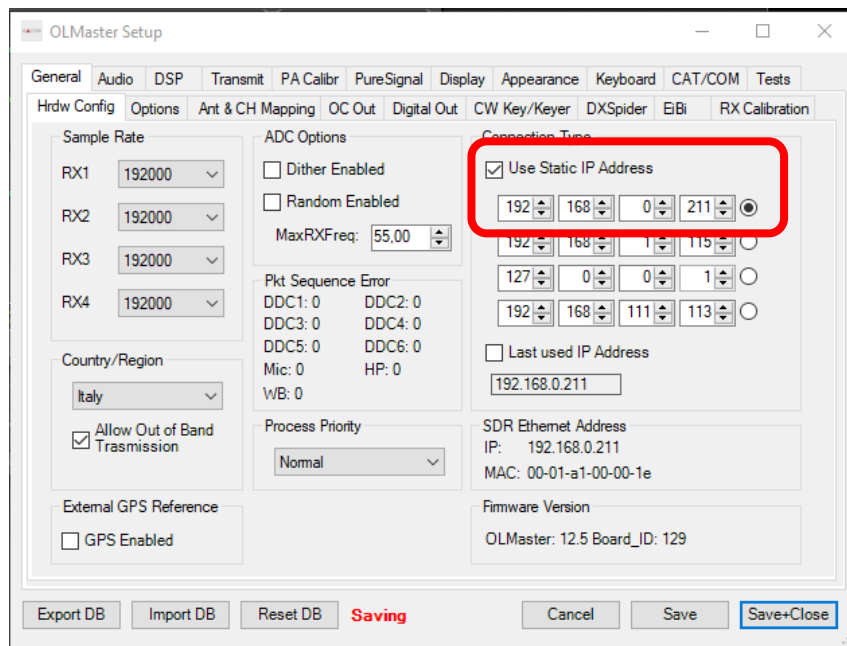 OLMaster Setup
General Audio DSP Transmit PA Calibr PureSignal Display Appearance Keyboard CAT/COM Tests
Hrdw Config Options Ant & CH Mapping OC Out Digital Out CW Key/Keyer DXSpider EiBi RX Calibration
Sample Rate
RX1 192000
RX2 192000
RX3 192000
RX4 192000
Country/Region
Italy
Allow Out of Band
Trasmission
External GPS Reference
GPS Enabled
ADC Options
Dither Enabled
Random Enabled
MaxRXFreq: 55,00
Pkt Sequence Error
DDC1: 0 DDC2: 0
DDC3: 0 DDC4: 0
DDC5: 0 DDC6: 0
Mic: 0 HP: 0
WB: 0
Process Priority
Normal
Connection Type
Use Static IP Address
192 168 0 211
192 168 1 115
127 0 0 1
192 168 111 113
Last used IP Address
192.168.0.211
SDR Ethernet Address
IP: 192.168.0.211
MAC: 00-01-a1-00-00-1e
Firmware Version
OLMaster: 12.5 Board_ID: 129
Export DB Import DB Reset DB Saving Cancel Save Save+Close